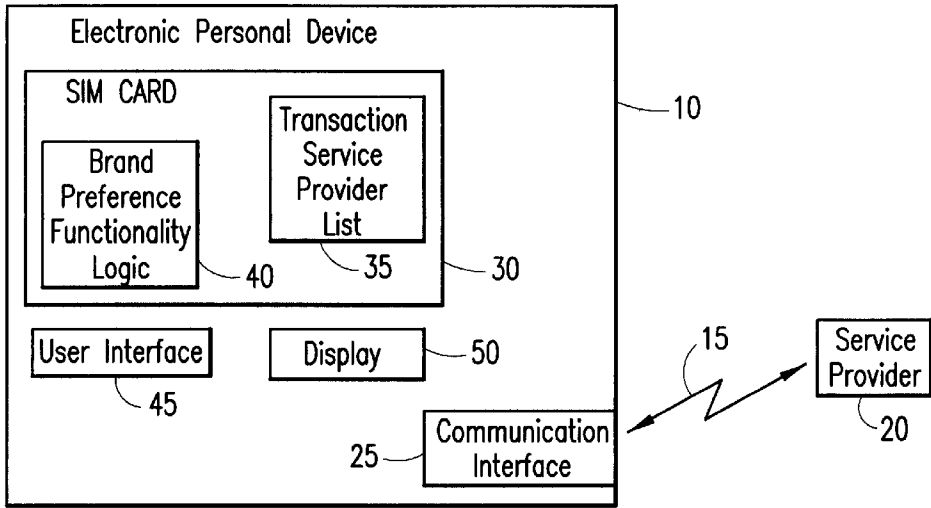 Electronic Personal Device
SIM CARD
10
Transaction
Service
Provider
List
Brand
Preference
Functionality
Logic
40
35
30
User Interface
45
Display
50
15
Service
Provider
20
25
Communication
Interface